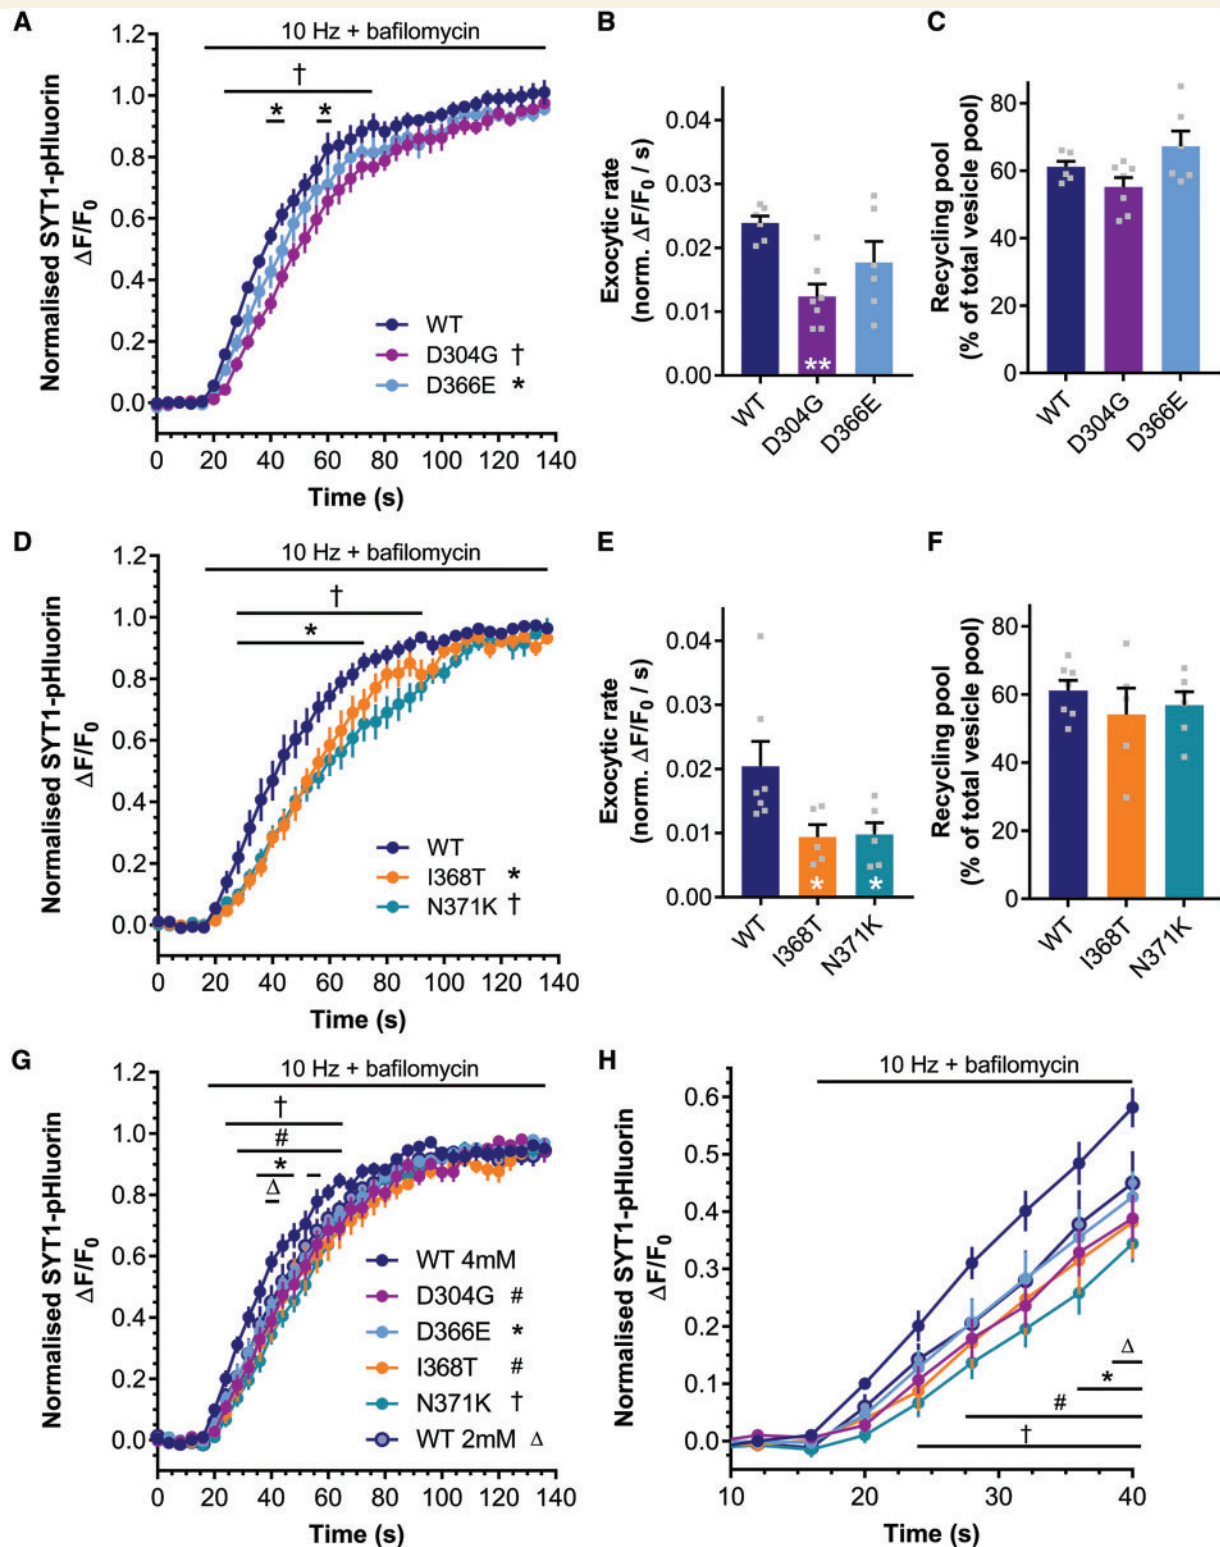 A
10 Hz + bafilomycin
†
* *
Normalised SYT1-pHluorin
ΔF/F0
1.2
1.0
0.8
0.6
0.4
0.2
0.0
WT
D304G †
D366E *
0 20 40 60 80 100 120 140
Time (s)
B
Exocytic rate
(norm. ΔF/F0 / s)
0.04
0.03
0.02
0.01
0.00
**
WT D304G D366E
C
Recycling pool
(% of total vesicle pool)
80
60
40
20
0
WT D304G D366E
D
10 Hz + bafilomycin
†
*
Normalised SYT1-pHluorin
ΔF/F0
1.2
1.0
0.8
0.6
0.4
0.2
0.0
WT
I368T *
N371K †
0 20 40 60 80 100 120 140
Time (s)
E
Exocytic rate
(norm. ΔF/F0 / s)
0.04
0.03
0.02
0.01
0.00
* *
WT I368T N371K
F
Recycling pool
(% of total vesicle pool)
80
60
40
20
0
WT I368T N371K
G
10 Hz + bafilomycin
†
#
*
Δ
Normalised SYT1-pHluorin
ΔF/F0
1.2
1.0
0.8
0.6
0.4
0.2
0.0
WT 4mM
D304G #
D366E *
I368T #
N371K †
WT 2mM Δ
0 20 40 60 80 100 120 140
Time (s)
H
10 Hz + bafilomycin
Normalised SYT1-pHluorin
ΔF/F0
0.6
0.5
0.4
0.3
0.2
0.1
0.0
Δ
*
#
†
10 20 30 40
Time (s)